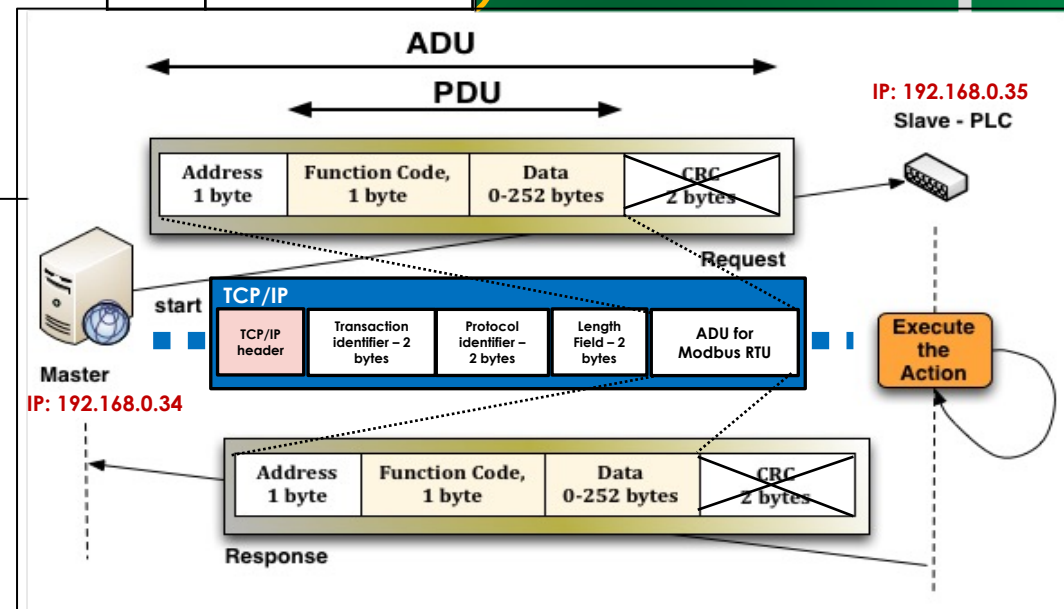 ADU
PDU
IP: 192.168.0.35
Slave - PLC
Address
1 byte
Function Code,
1 byte
Data
0-252 bytes
CRC
2 bytes
Request
start
TCP/IP
TCP/IP
header
Transaction
identifier – 2
bytes
Protocol
identifier –
2 bytes
Length
Field – 2
bytes
ADU for
Modbus RTU
Execute
the
Action
Master
IP: 192.168.0.34
Address
1 byte
Function Code,
1 byte
Data
0-252 bytes
CRC
2 bytes
Response